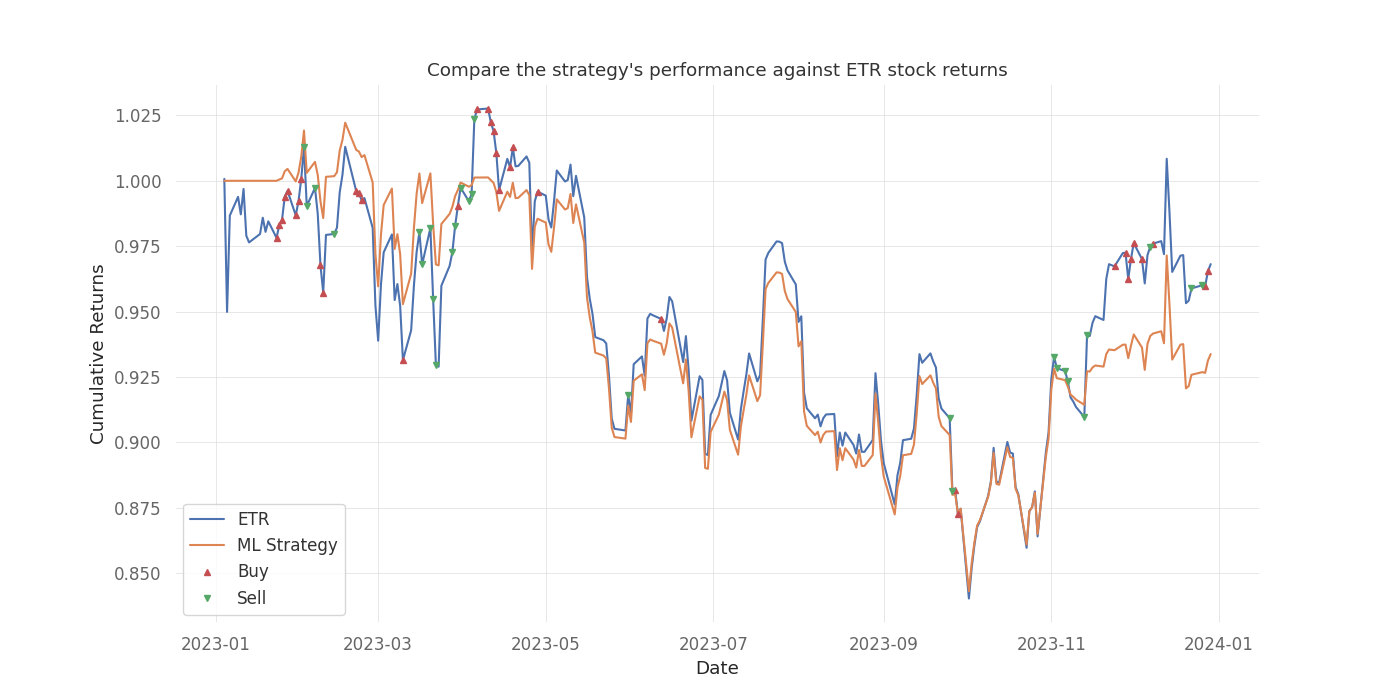 Compare the strategy's performance against ETR stock returns
Cumulative Returns
1.025
1.000
0.975
0.950
0.925
0.900
0.875
0.850
ETR
ML Strategy
Buy
Sell
2023-01
2023-03
2023-05
2023-07
2023-09
2023-11
2024-01
Date